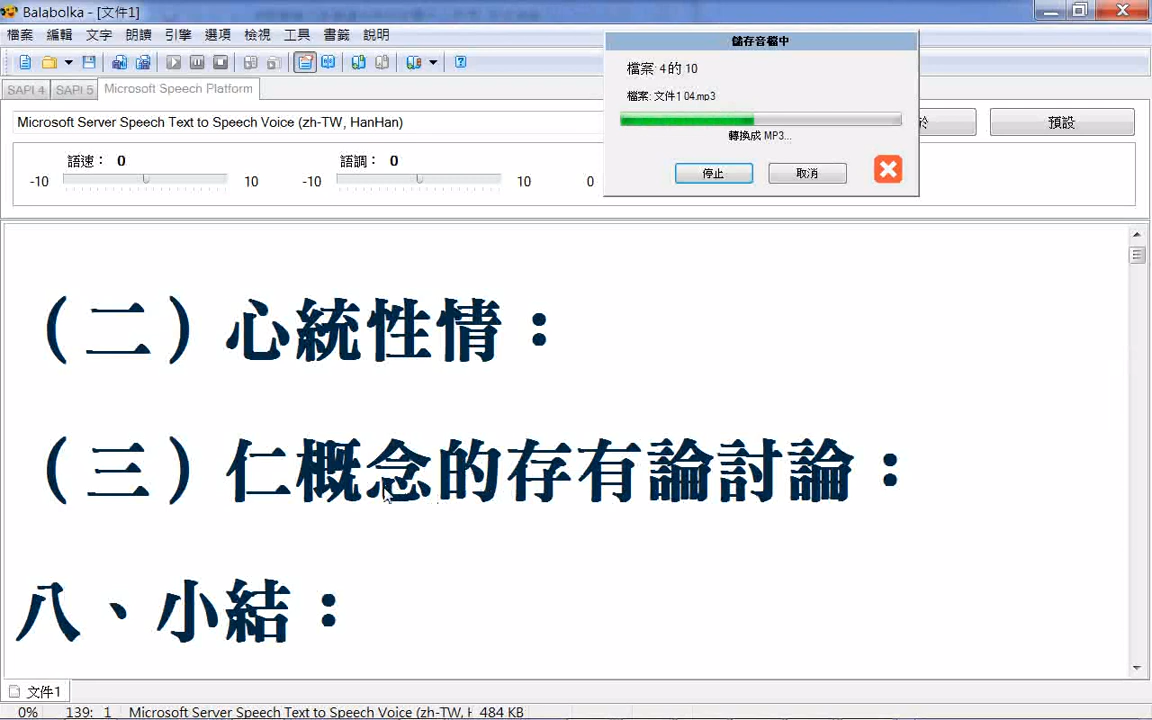 Balabolka - [文件1]
檔案 編輯 文字 朗讀 引擎 選項 檢視 工具 書籤 說明
儲存音檔中
檔案: 4的 10
檔案: 文件1 04.mp3
轉換成 MP3...
停止 取消
SAPI 4 SAPI 5 Microsoft Speech Platform
Microsoft Server Speech Text to Speech Voice (zh-TW, HanHan)
於 預設
語速: 0 語調: 0
-10 10 -10 10 0
(二)心統性情:
(三)仁概念的存有論討論:
八、小結:
文件1
0% 139: 1 Microsoft Server Speech Text to Speech Voice (zh-TW, H 484 KB